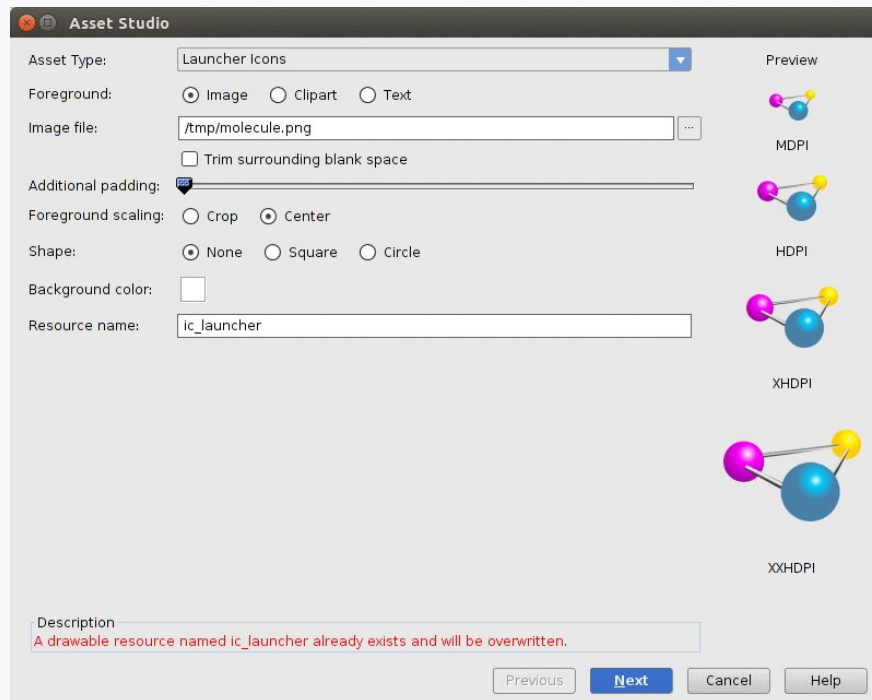 Asset Studio
Asset Type: Launcher Icons
Preview
Foreground: Image Clipart Text
Image file: /tmp/molecule.png ...
Trim surrounding blank space
MDPI
Additional padding:
Foreground scaling: Crop Center
Shape: None Square Circle
HDPI
Background color:
Resource name: ic_launcher
XHDPI
XXHDPI
Description
A drawable resource named ic_launcher already exists and will be overwritten.
Previous Next Cancel Help